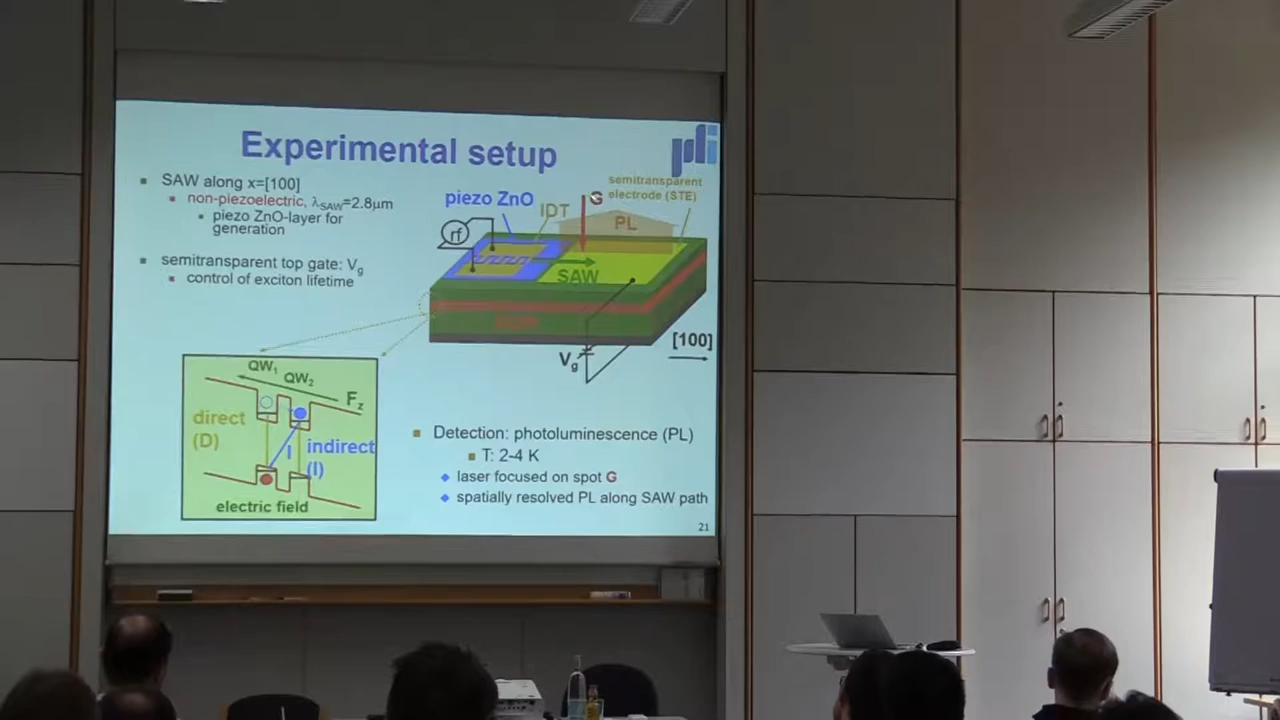 Experimental setup
pdi
SAW along x=[100]
non-piezoelectric, λSAW=2.8μm
piezo ZnO-layer for
generation
semitransparent top gate: Vg
control of exciton lifetime
semitransparent
electrode (STE)
piezo ZnO
IDT
G
PL
rf
SAW
[100]
Vg
QW1
QW2
Fz
direct
(D)
I
indirect
(I)
electric field
Detection: photoluminescence (PL)
T: 2-4 K
laser focused on spot G
spatially resolved PL along SAW path
21